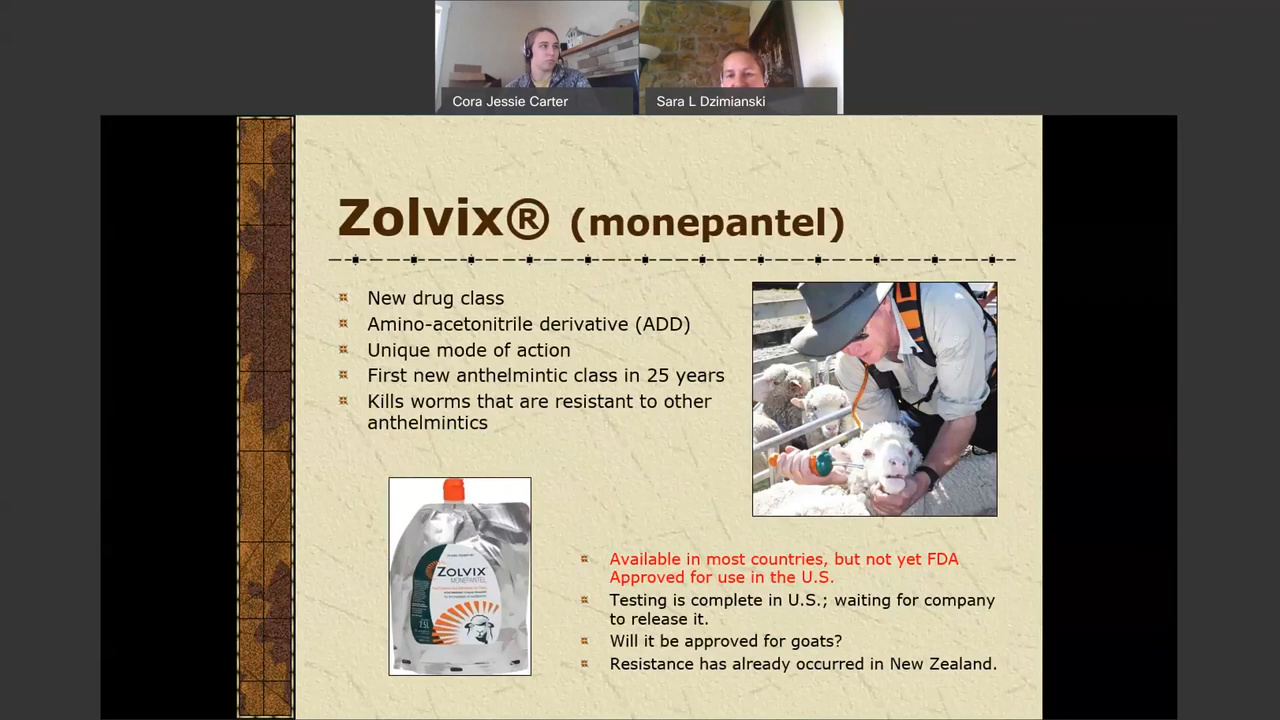 Cora Jessie Carter
Sara L Dzimianski
Zolvix® (monepantel)
New drug class
Amino-acetonitrile derivative (ADD)
Unique mode of action
First new anthelmintic class in 25 years
Kills worms that are resistant to other
anthelmintics
ZOLVIX
MONEPANTEL
Available in most countries, but not yet FDA
Approved for use in the U.S.
Testing is complete in U.S.; waiting for company
to release it.
Will it be approved for goats?
Resistance has already occurred in New Zealand.